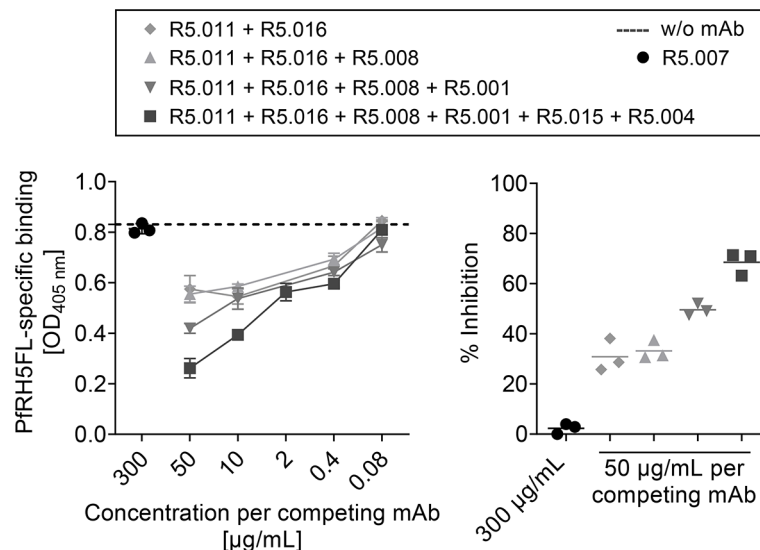 R5.011 + R5.016
R5.011 + R5.016 + R5.008
R5.011 + R5.016 + R5.008 + R5.001
R5.011 + R5.016 + R5.008 + R5.001 + R5.015 + R5.004
w/o mAb
R5.007
PfRH5FL-specific binding
[OD405 nm]
1.0
0.8
0.6
0.4
0.2
0.0
300
50
10
2
0.4
0.08
Concentration per competing mAb
[µg/mL]
% Inhibition
100
80
60
40
20
0
300 µg/mL
50 µg/mL per
competing mAb